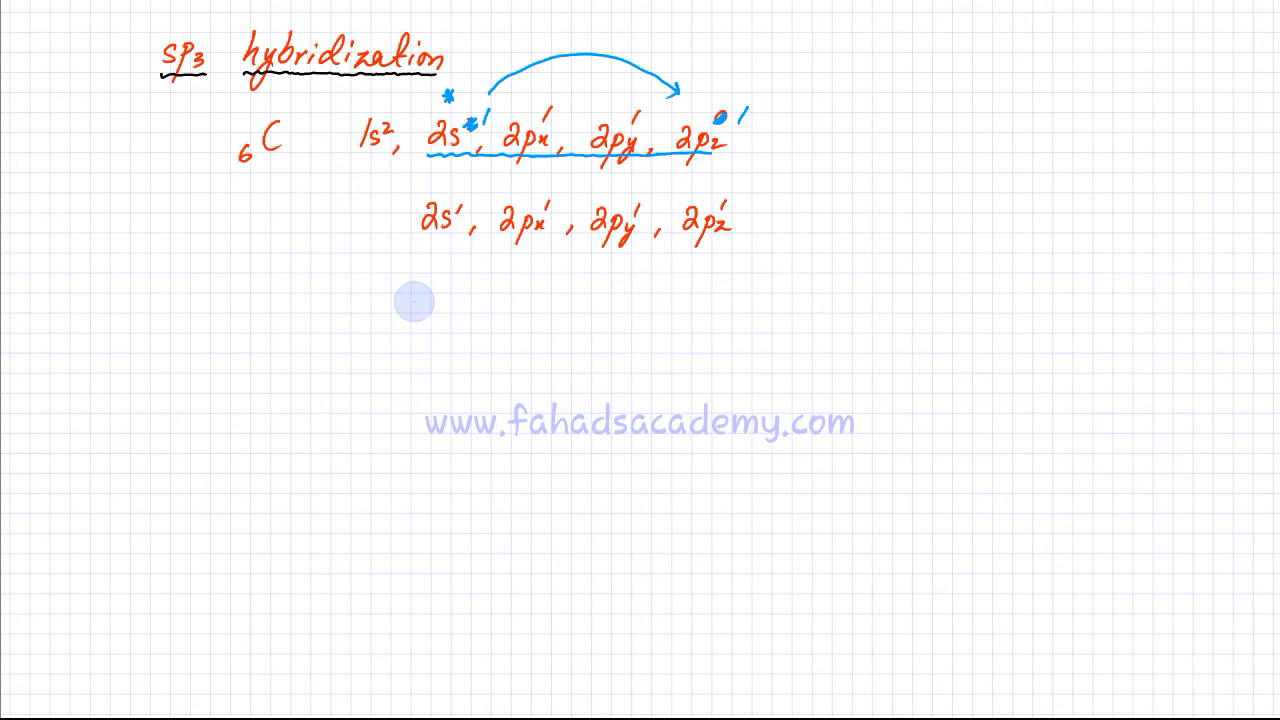 sp₃ hybridization
₆C 1s², 2s¹, 2px¹, 2py¹, 2pz¹
2s¹, 2px¹, 2py¹, 2pz¹
www.fahadsacademy.com